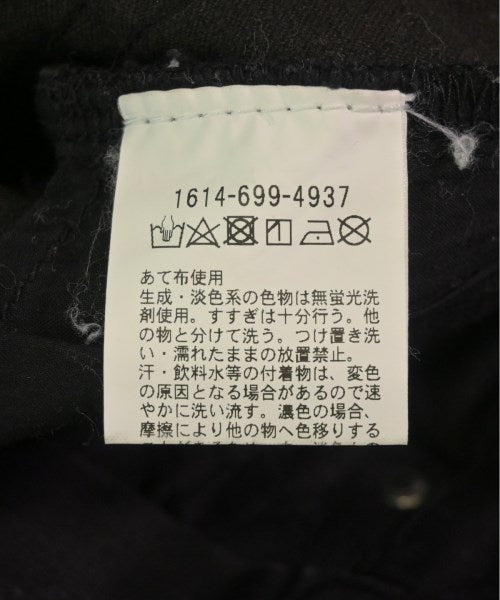 1614-699-4937
あて布使用
生成・淡色系の色物は無蛍光洗
剤使用。すすぎは十分行う。他
の物と分けて洗う。つけ置き洗
い・濡れたままの放置禁止。
汗・飲料水等の付着物は、変色
の原因となる場合があるので速
やかに洗い流す。濃色の場合、
摩擦により他の物へ色移りする